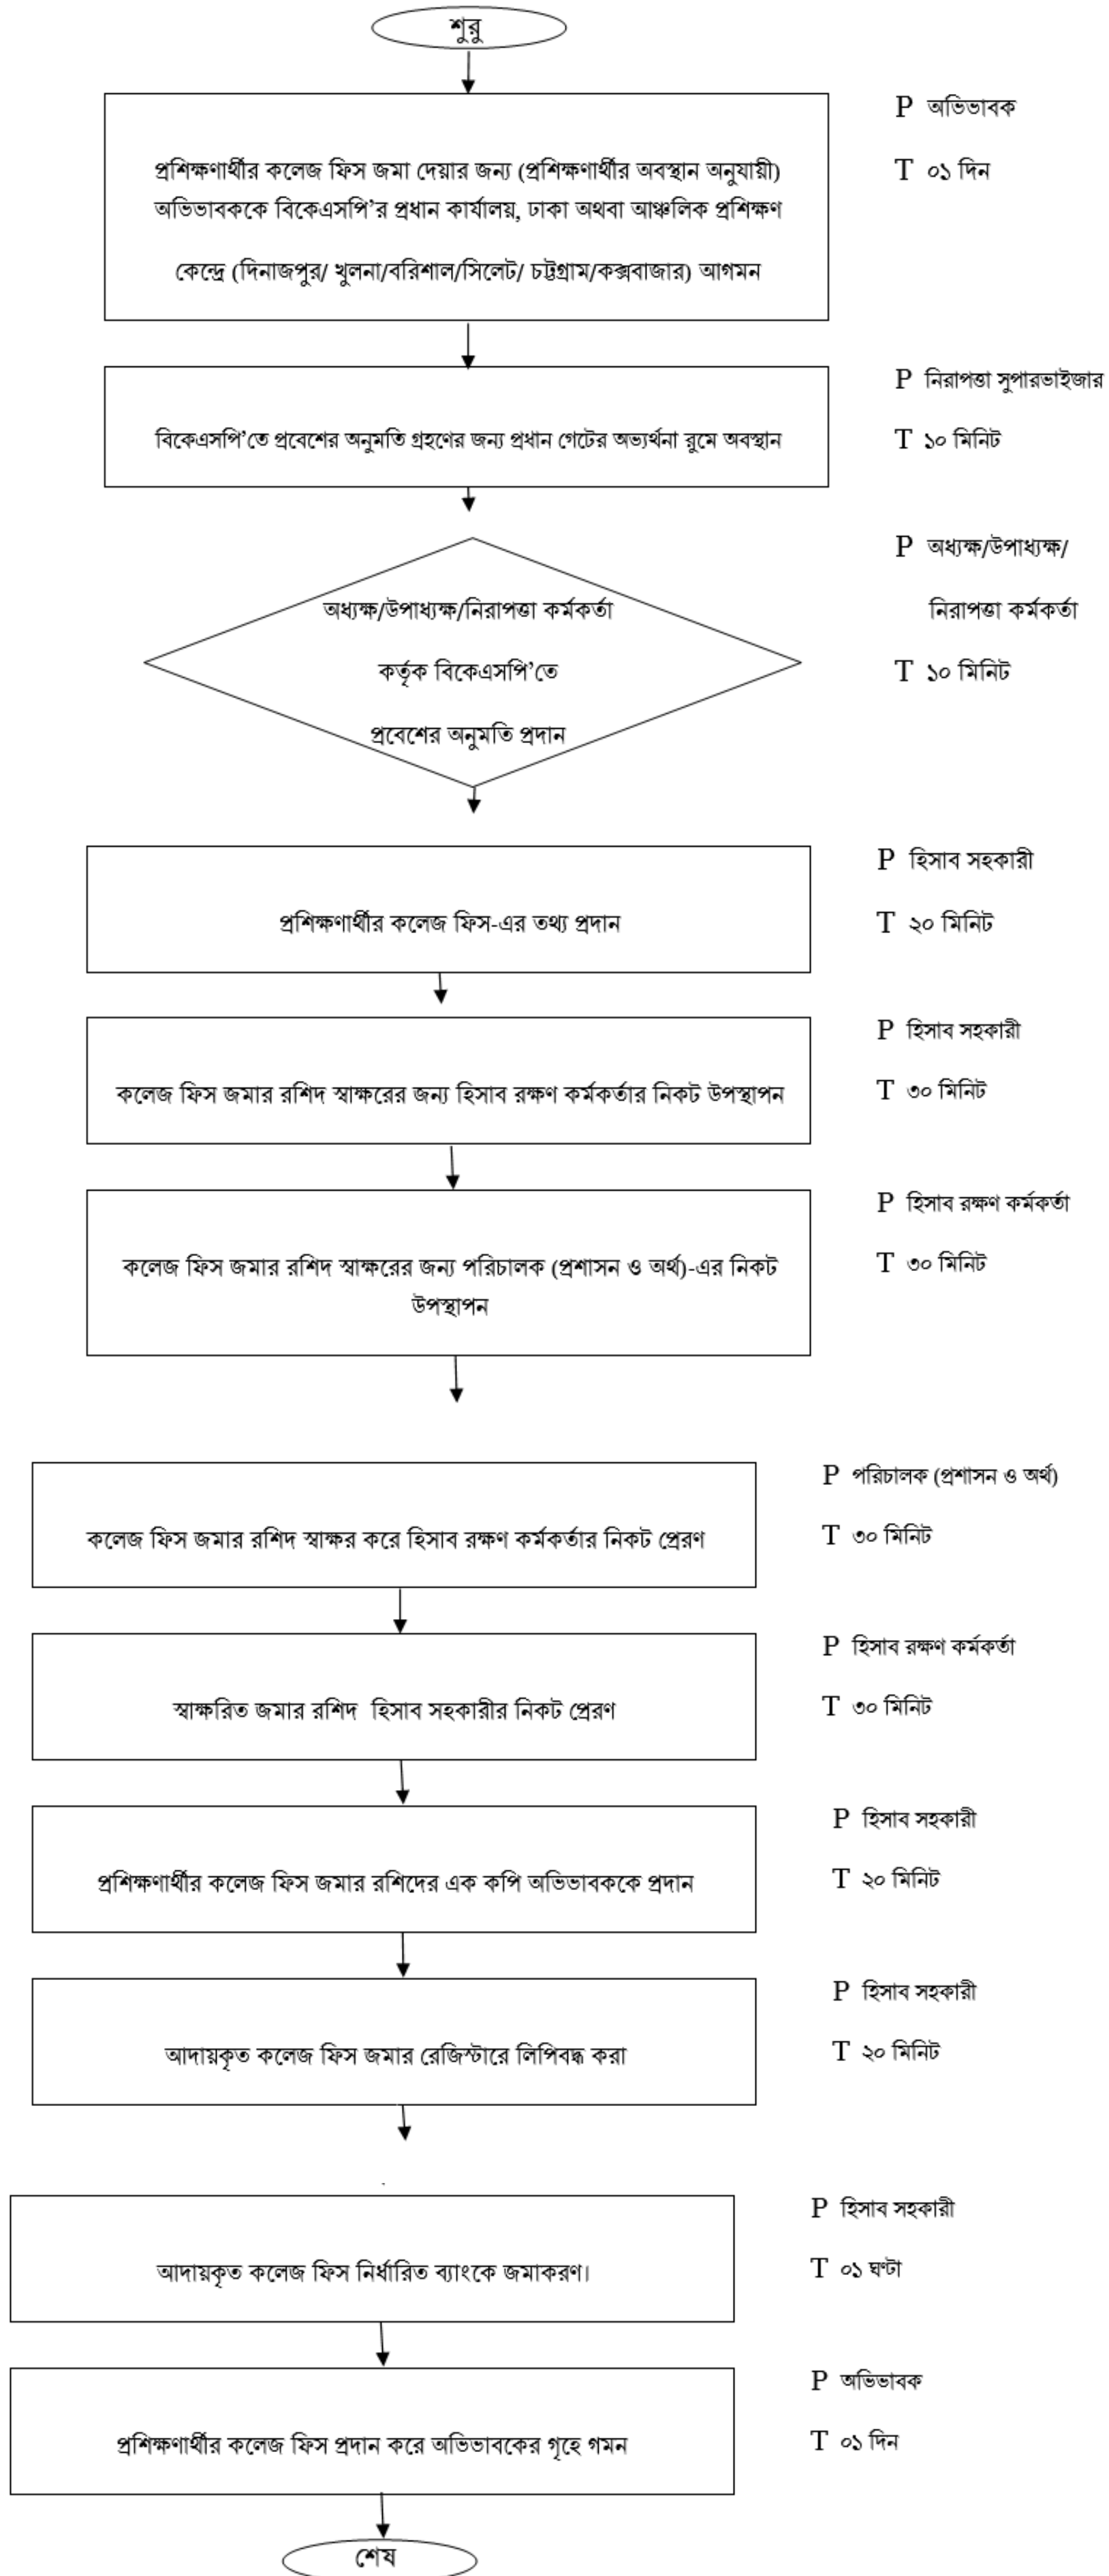 শুরু
প্রশিক্ষণার্থীর কলেজ ফিস জমা দেয়ার জন্য (প্রশিক্ষণার্থীর অবস্থান অনুযায়ী)
অভিভাবককে বিকেএসপি'র প্রধান কার্যালয়, ঢাকা অথবা আঞ্চলিক প্রশিক্ষণ
কেন্দ্রে (দিনাজপুর/ খুলনা/বরিশাল/সিলেট/ চট্টগ্রাম/কক্সবাজার) আগমন
P অভিভাবক
T ০১ দিন
বিকেএসপি'তে প্রবেশের অনুমতি গ্রহণের জন্য প্রধান গেটের অভ্যর্থনা রুমে অবস্থান
P নিরাপত্তা সুপারভাইজার
T ১০ মিনিট
অধ্যক্ষ/উপাধ্যক্ষ/নিরাপত্তা কর্মকর্তা
কর্তৃক বিকেএসপি'তে
প্রবেশের অনুমতি প্রদান
P অধ্যক্ষ/উপাধ্যক্ষ/
নিরাপত্তা কর্মকর্তা
T ১০ মিনিট
প্রশিক্ষণার্থীর কলেজ ফিস-এর তথ্য প্রদান
P হিসাব সহকারী
T ২০ মিনিট
কলেজ ফিস জমার রশিদ স্বাক্ষরের জন্য হিসাব রক্ষণ কর্মকর্তার নিকট উপস্থাপন
P হিসাব সহকারী
T ৩০ মিনিট
কলেজ ফিস জমার রশিদ স্বাক্ষরের জন্য পরিচালক (প্রশাসন ও অর্থ)-এর নিকট
উপস্থাপন
P হিসাব রক্ষণ কর্মকর্তা
T ৩০ মিনিট
কলেজ ফিস জমার রশিদ স্বাক্ষর করে হিসাব রক্ষণ কর্মকর্তার নিকট প্রেরণ
P পরিচালক (প্রশাসন ও অর্থ)
T ৩০ মিনিট
স্বাক্ষরিত জমার রশিদ হিসাব সহকারীর নিকট প্রেরণ
P হিসাব রক্ষণ কর্মকর্তা
T ৩০ মিনিট
প্রশিক্ষণার্থীর কলেজ ফিস জমার রশিদের এক কপি অভিভাবককে প্রদান
P হিসাব সহকারী
T ২০ মিনিট
আদায়কৃত কলেজ ফিস জমার রেজিস্টারে লিপিবদ্ধ করা
P হিসাব সহকারী
T ২০ মিনিট
আদায়কৃত কলেজ ফিস নির্ধারিত ব্যাংকে জমাকরণ।
P হিসাব সহকারী
T ০১ ঘণ্টা
প্রশিক্ষণার্থীর কলেজ ফিস প্রদান করে অভিভাবকের গৃহে গমন
P অভিভাবক
T ০১ দিন
শেষ